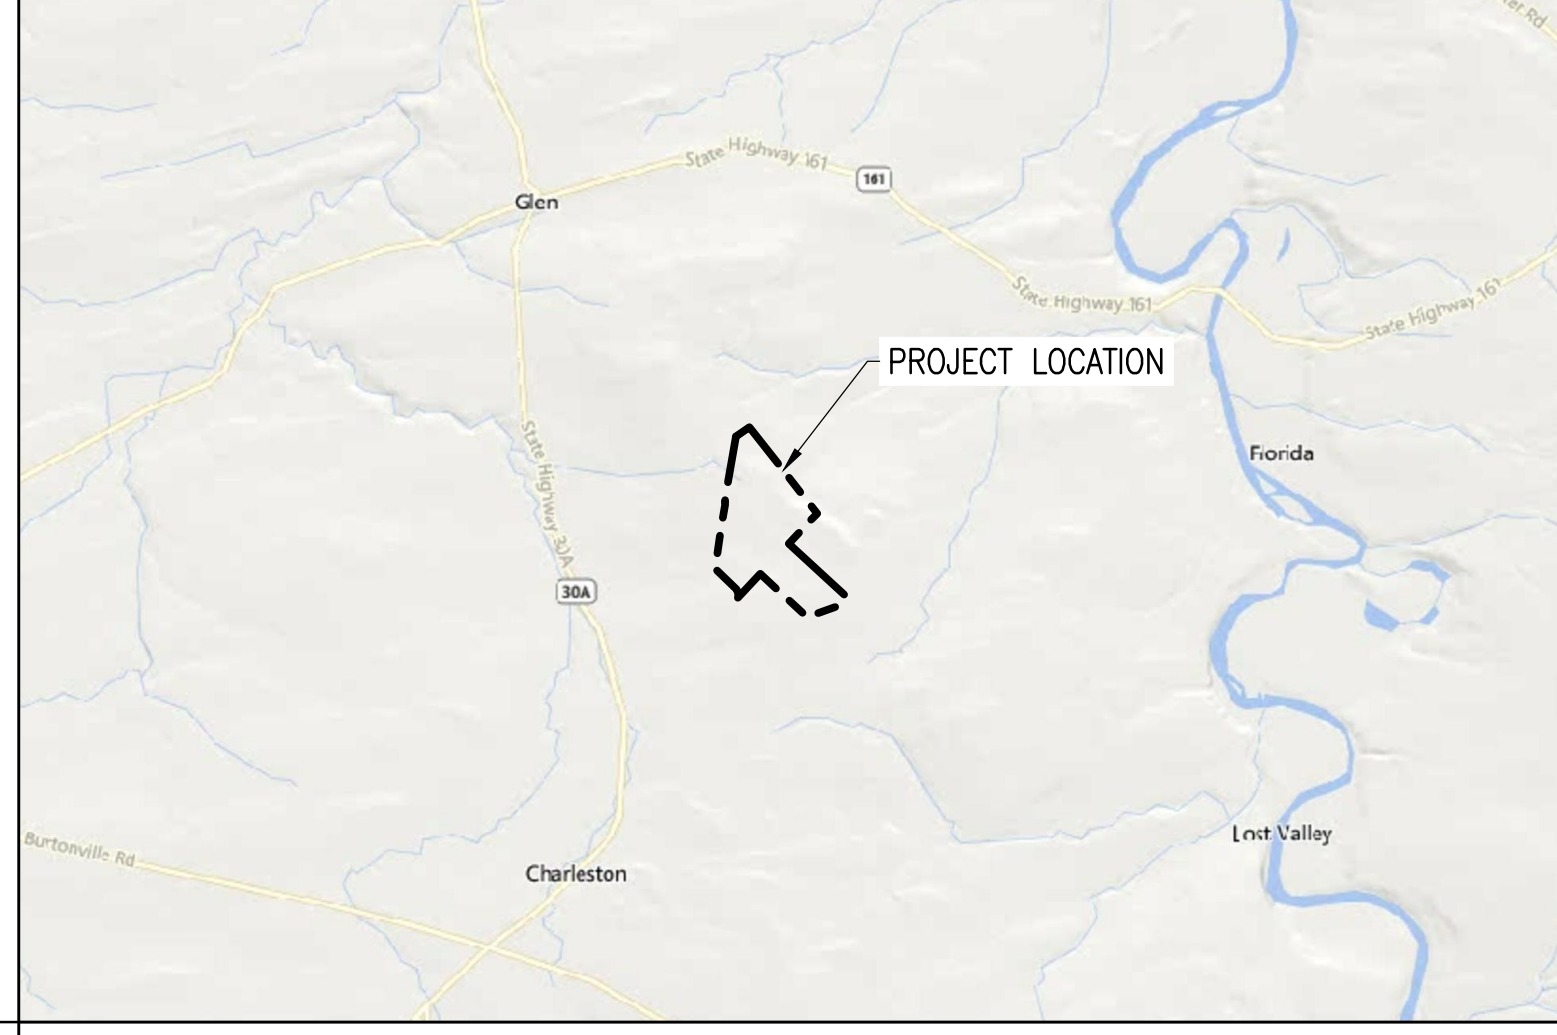 State Highway 161
161
Glen
State Highway 161
State Highway 161
PROJECT LOCATION
State Highway 30A
Florida
30A
Burtonville Rd
Lost Valley
Charleston